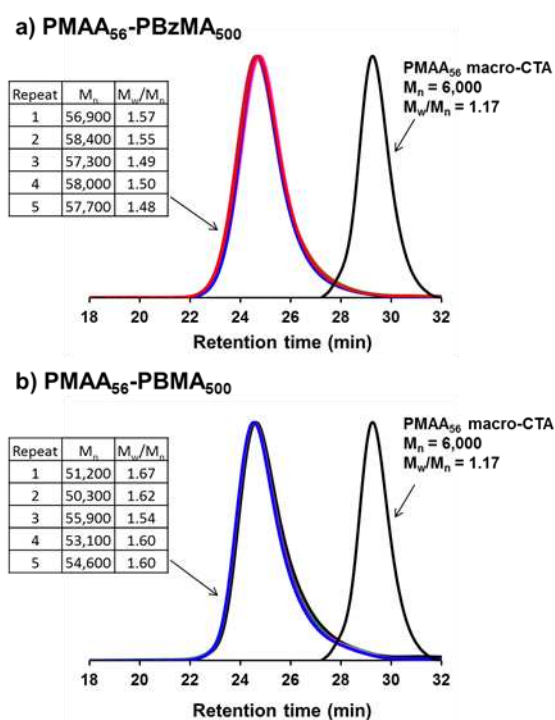 a) PMAA56-PBzMA500
PMAA56 macro-CTA
Mn = 6,000
Mw/Mn = 1.17
Repeat Mn Mw/Mn
1 56,900 1.57
2 58,400 1.55
3 57,300 1.49
4 58,000 1.50
5 57,700 1.48
18 20 22 24 26 28 30 32
Retention time (min)
b) PMAA56-PBMA500
PMAA56 macro-CTA
Mn = 6,000
Mw/Mn = 1.17
Repeat Mn Mw/Mn
1 51,200 1.67
2 50,300 1.62
3 55,900 1.54
4 53,100 1.60
5 54,600 1.60
18 20 22 24 26 28 30 32
Retention time (min)